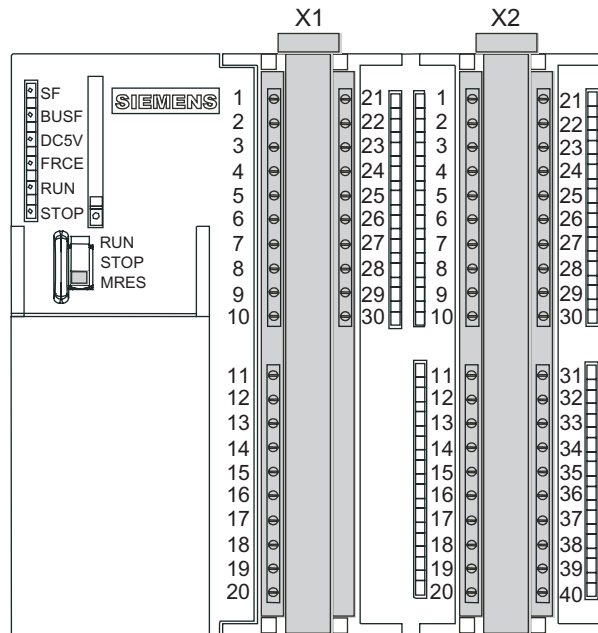 X1 X2
SF
BUSF
DC5V
FRCE
RUN
STOP
SIEMENS
RUN
STOP
MRES
1 21 1 21
2 22 2 22
3 23 3 23
4 24 4 24
5 25 5 25
6 26 6 26
7 27 7 27
8 28 8 28
9 29 9 29
10 30 10 30
11 11 31
12 12 32
13 13 33
14 14 34
15 15 35
16 16 36
17 17 37
18 18 38
19 19 39
20 20 40